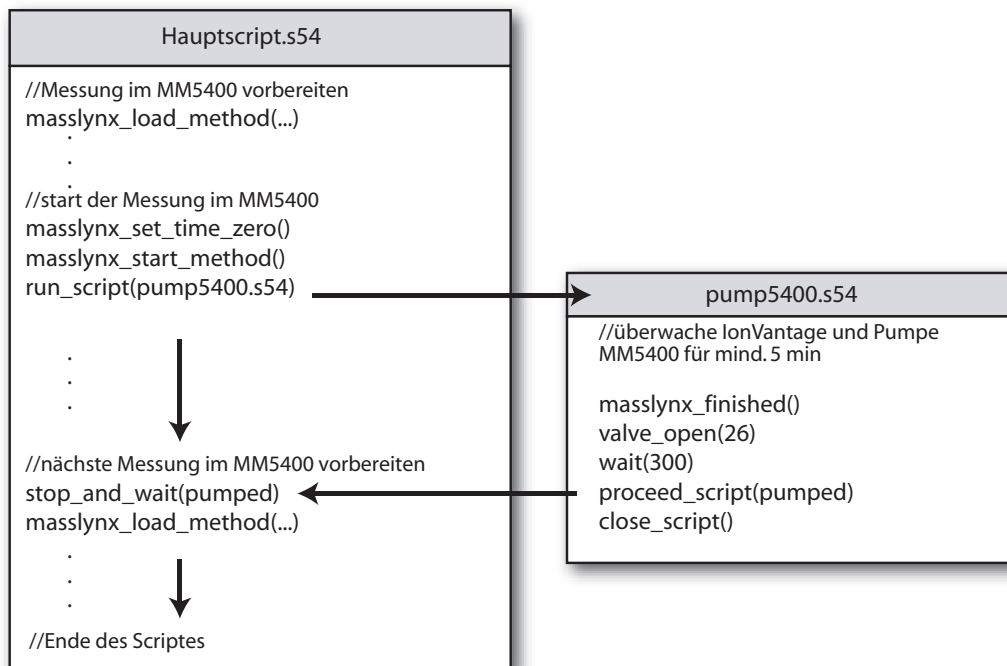 Hauptscript.s54
//Messung im MM5400 vorbereiten
masslynx_load_method(...)
.
.
.
//start der Messung im MM5400
masslynx_set_time_zero()
masslynx_start_method()
run_script(pump5400.s54)
.
.
.
//nächste Messung im MM5400 vorbereiten
stop_and_wait(pumped)
masslynx_load_method(...)
.
.
.
//Ende des Scriptes
pump5400.s54
//überwache IonVantage und Pumpe
MM5400 für mind. 5 min
masslynx_finished()
valve_open(26)
wait(300)
proceed_script(pumped)
close_script()